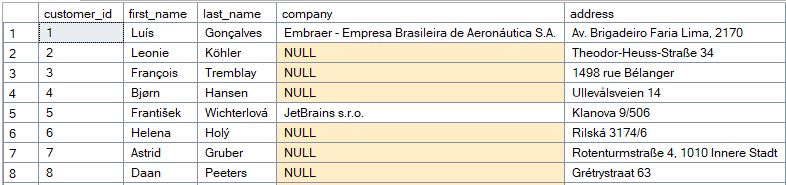 customer_id first_name last_name company address
1 1 Luís Gonçalves Embraer - Empresa Brasileira de Aeronáutica S.A. Av. Brigadeiro Faria Lima, 2170
2 2 Leonie Köhler NULL Theodor-Heuss-Straße 34
3 3 François Tremblay NULL 1498 rue Bélanger
4 4 Bjørn Hansen NULL Ullevålsveien 14
5 5 František Wichterlová JetBrains s.r.o. Klanova 9/506
6 6 Helena Holý NULL Rilská 3174/6
7 7 Astrid Gruber NULL Rotenturmstraße 4, 1010 Innere Stadt
8 8 Daan Peeters NULL Grétrystraat 63